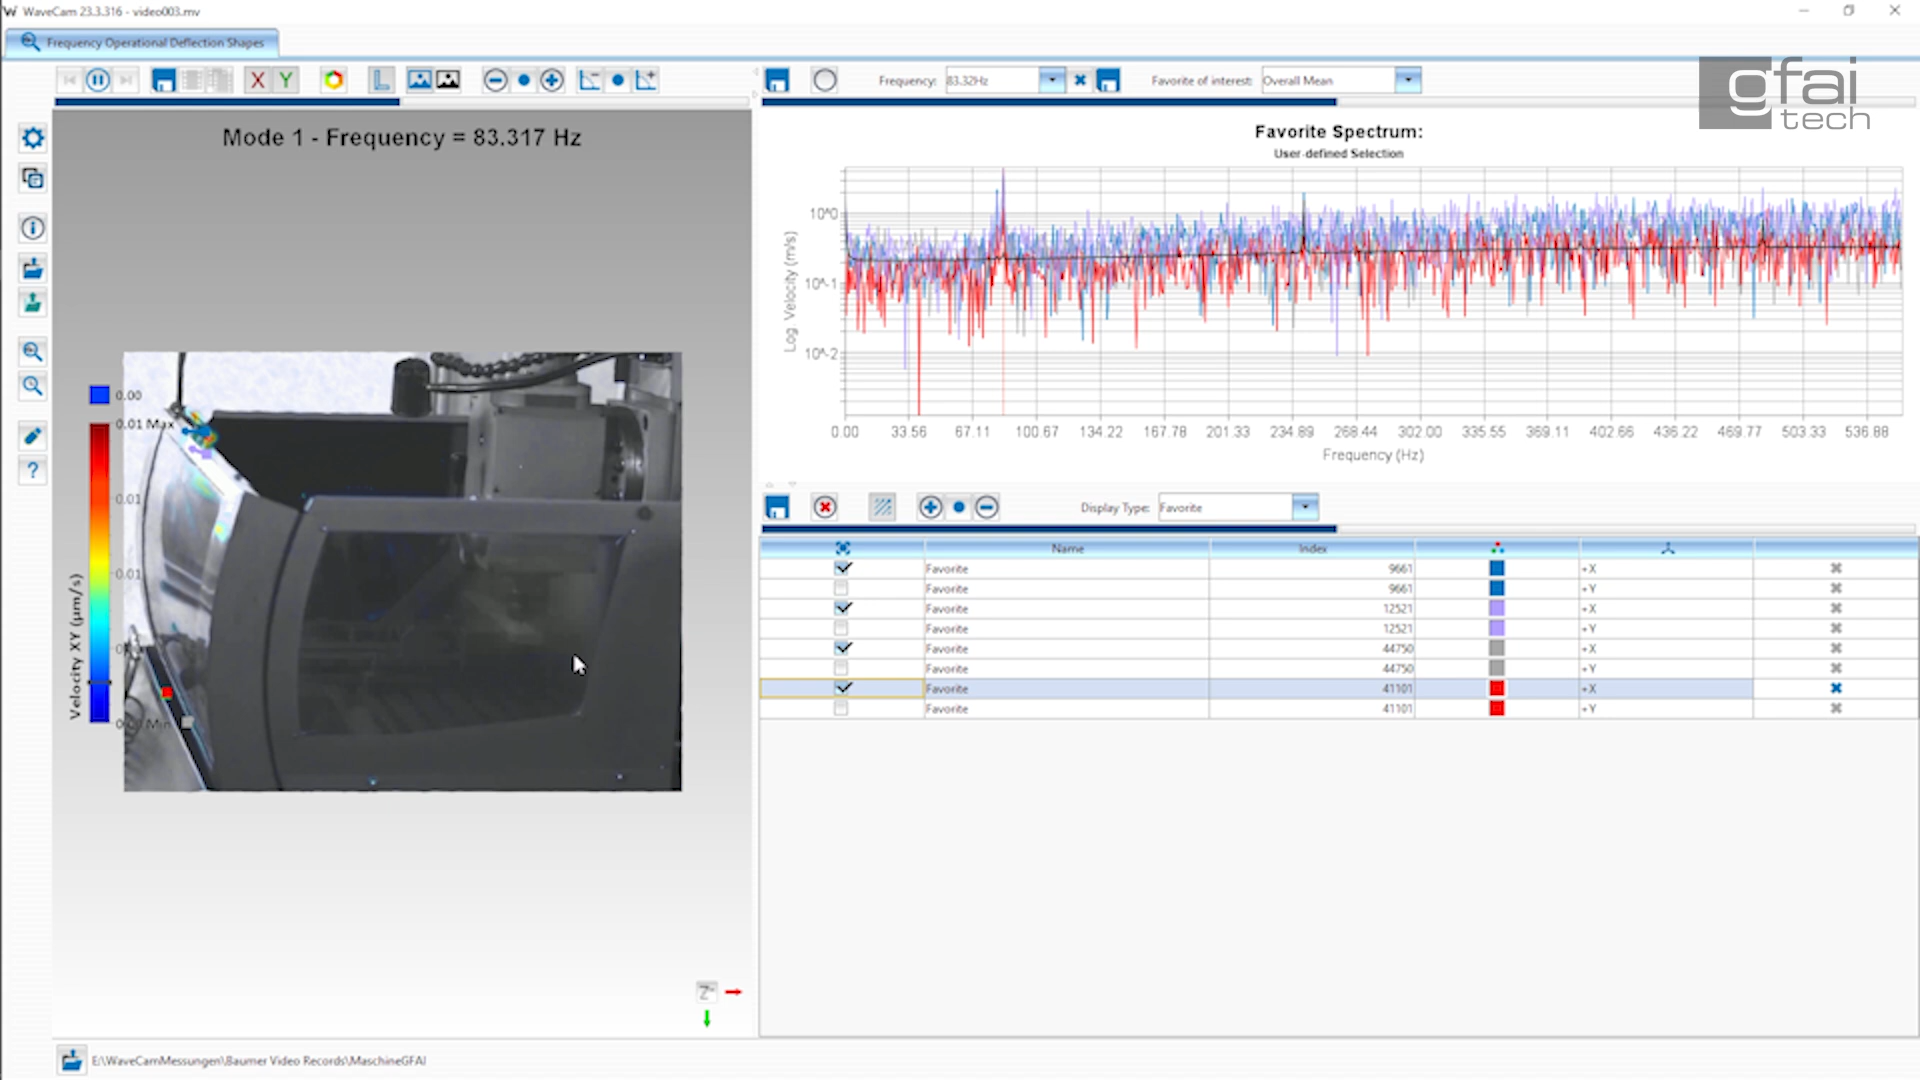 WaveCam 23.3.316 - video003.mv
Frequency Operational Deflection Shapes
X Y
Frequency: 83.32Hz
Favorite of interest: Overall Mean
gfai
tech
Mode 1 - Frequency = 83.317 Hz
0.00
0.01 Max
0.01
0.01
Min
Velocity XY (µm/s)
Z
Favorite Spectrum:
User-defined Selection
Log Velocity (m/s)
10^0
10^-1
10^-2
0.00 33.56 67.11 100.67 134.22 167.78 201.33 234.89 268.44 302.00 335.55 369.11 402.66 436.22 469.77 503.33 536.88
Frequency (Hz)
Display Type: Favorite
Name Index
Favorite 9661 +X
Favorite 9661 +Y
Favorite 12521 +X
Favorite 12521 +Y
Favorite 44750 +X
Favorite 44750 +Y
Favorite 41101 +X
Favorite 41101 +Y
E:\WaveCamMessungen\Baumer Video Records\MaschineGFAI